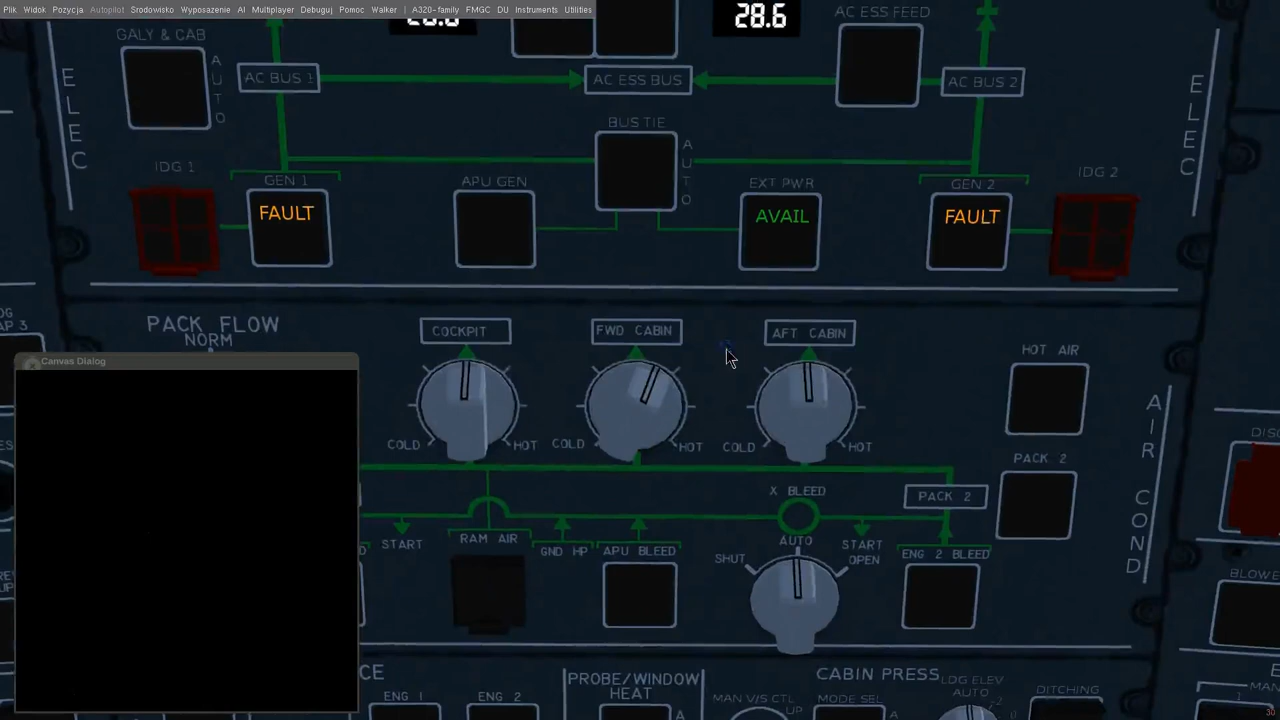 Plik Widok Pozycja Autopilot Środowisko Wyposażenie AI Multiplayer Debuguj Pomoc Walker | A320-family FMGC DU Instruments Utilities
28.6
AC ESS FEED
GALY & CAB
AUTO
ELEC
AC BUS 1
AC ESS BUS
AC BUS 2
ELEC
BUS TIE
AUTO
IDG 1
GEN 1
FAULT
APU GEN
EXT PWR
AVAIL
GEN 2
FAULT
IDG 2
PACK FLOW
NORM
COCKPIT
FWD CABIN
AFT CABIN
HOT AIR
Canvas Dialog
COLD
HOT
COLD
HOT
COLD
HOT
AIR COND
PACK 2
X BLEED
PACK 2
START
RAM AIR
GND HP
APU BLEED
AUTO
START
SHUT
OPEN
ENG 2 BLEED
BLOWE
ENG 1
ENG 2
PROBE/WINDOW
HEAT
CABIN PRESS
MAN V/S CTL
UP
MODE SEL
LDG ELEV
AUTO
DITCHING
30